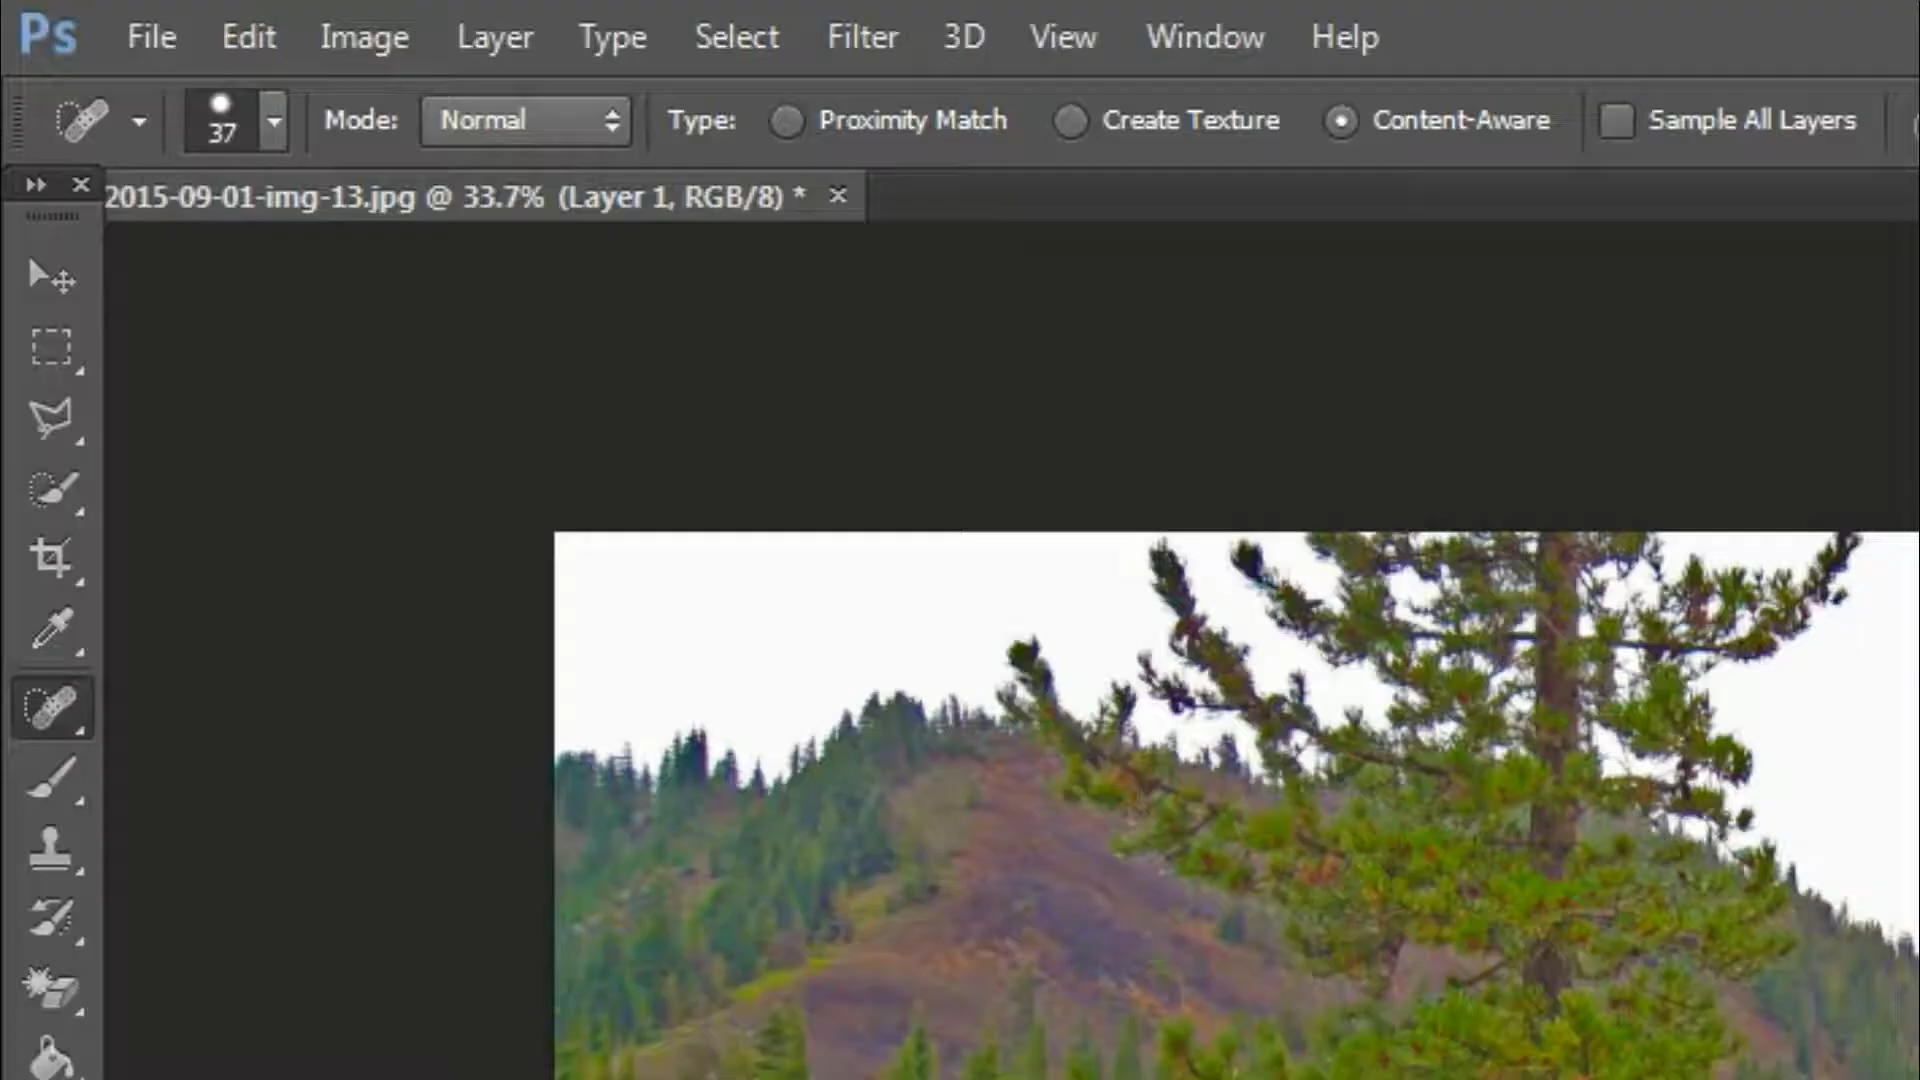 Ps File Edit Image Layer Type Select Filter 3D View Window Help
37 Mode: Normal Type: Proximity Match Create Texture Content-Aware Sample All Layers
2015-09-01-img-13.jpg @ 33.7% (Layer 1, RGB/8) *